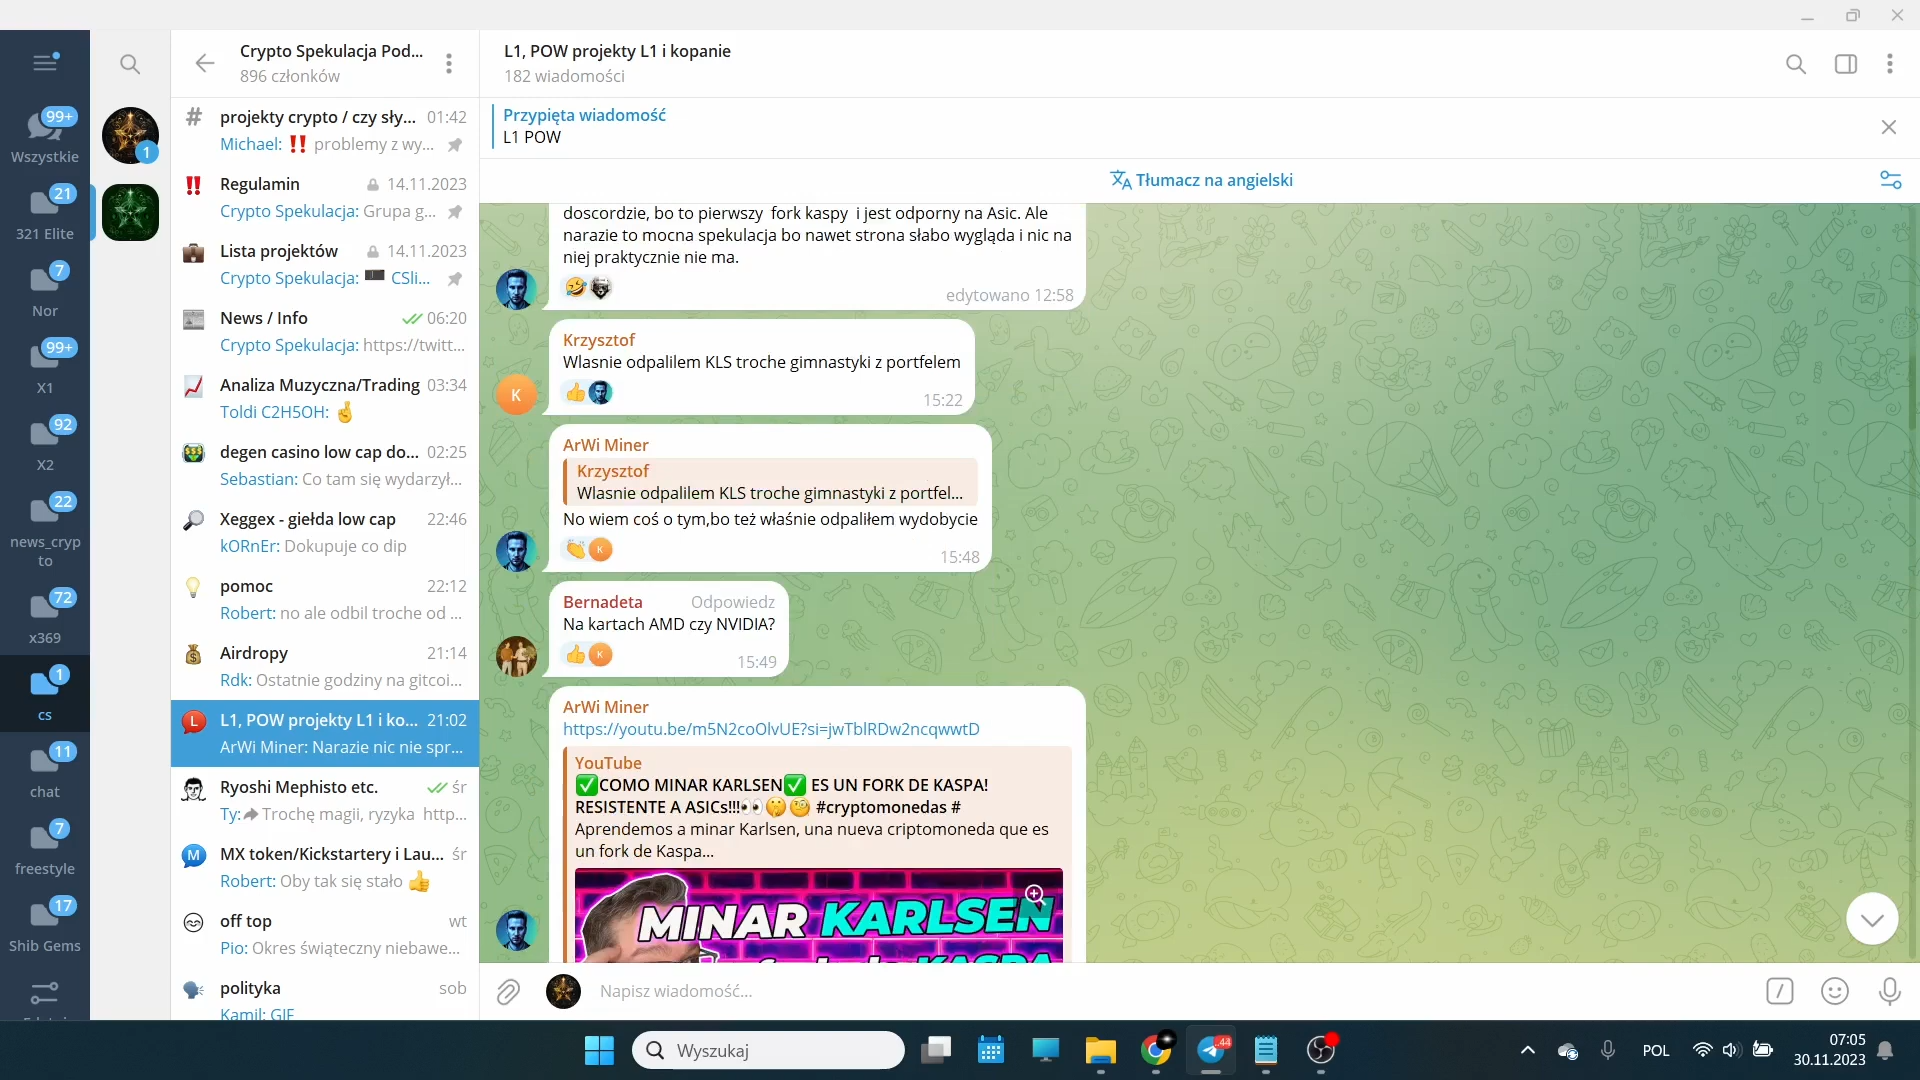 99+
Wszystkie
21
321 Elite
7
Nor
99+
X1
92
X2
22
news_cryp
to
72
x369
1
cs
11
chat
7
freestyle
17
Shib Gems
1
Crypto Spekulacja Pod...
896 członków
projekty crypto / czy sły... 01:42
Michael: ‼️ problemy z wy...
Regulamin 14.11.2023
Crypto Spekulacja: Grupa g...
Lista projektów 14.11.2023
Crypto Spekulacja: CSli...
News / Info 06:20
Crypto Spekulacja: https://twitt...
Analiza Muzyczna/Trading 03:34
Toldi C2H5OH: 🤞
degen casino low cap do... 02:25
Sebastian: Co tam się wydarzył...
Xeggex - giełda low cap 22:46
kORnEr: Dokupuje co dip
pomoc 22:12
Robert: no ale odbil troche od ...
Airdropy 21:14
Rdk: Ostatnie godziny na gitcoi...
L L1, POW projekty L1 i ko... 21:02
ArWi Miner: Narazie nic nie spr...
Ryoshi Mephisto etc. śr
Ty: Trochę magii, ryzyka http...
M MX token/Kickstartery i Lau... śr
Robert: Oby tak się stało 👍
off top wt
Pio: Okres świąteczny niebawe...
polityka sob
Kamil: GIF
L1, POW projekty L1 i kopanie
182 wiadomości
Przypięta wiadomość
L1 POW
Tłumacz na angielski
doscordzie, bo to pierwszy fork kaspy i jest odporny na Asic. Ale
narazie to mocna spekulacja bo nawet strona słabo wygląda i nic na
niej praktycznie nie ma.
edytowano 12:58
Krzysztof
Wlasnie odpalilem KLS troche gimnastyki z portfelem
K
15:22
ArWi Miner
Krzysztof
Wlasnie odpalilem KLS troche gimnastyki z portfel...
No wiem coś o tym,bo też właśnie odpaliłem wydobycie
K
15:48
Bernadeta Odpowiedz
Na kartach AMD czy NVIDIA?
K
15:49
ArWi Miner
https://youtu.be/m5N2coOlvUE?si=jwTblRDw2ncqwwtD
YouTube
✅COMO MINAR KARLSEN✅ ES UN FORK DE KASPA!
RESISTENTE A ASICs!!!👀🤫🧐 #cryptomonedas #
Aprendemos a minar Karlsen, una nueva criptomoneda que es
un fork de Kaspa...
MINAR KARLSEN
KASPA
Napisz wiadomość...
Wyszukaj
..44
POL
07:05
30.11.2023